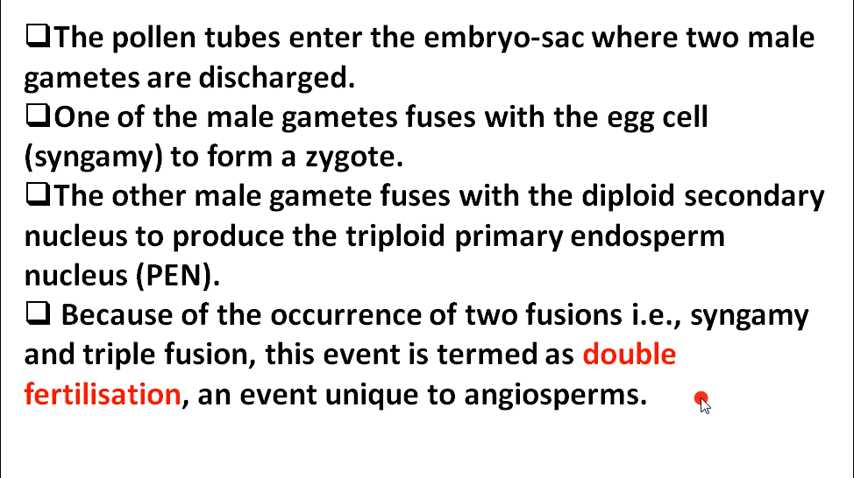 ❑The pollen tubes enter the embryo-sac where two male
gametes are discharged.
❑One of the male gametes fuses with the egg cell
(syngamy) to form a zygote.
❑The other male gamete fuses with the diploid secondary
nucleus to produce the triploid primary endosperm
nucleus (PEN).
❑ Because of the occurrence of two fusions i.e., syngamy
and triple fusion, this event is termed as double
fertilisation, an event unique to angiosperms.